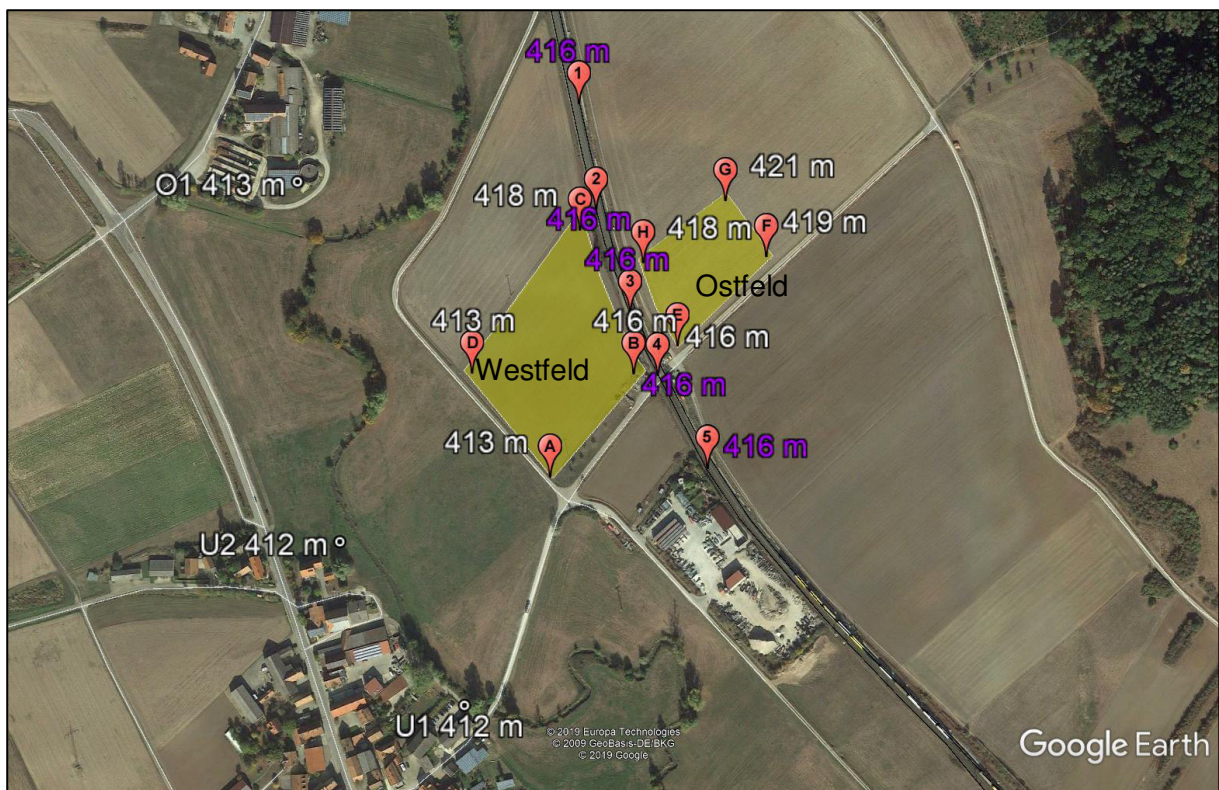 416 m
1
O1 413 m
418 m
C
2
416 m
G
421 m
H
418 m
F
419 m
416 m
3
Ostfeld
413 m
D
Westfeld
416 m
B
4
E
416 m
416 m
413 m
A
5
416 m
U2 412 m
U1 412 m
© 2019 Europa Technologies
© 2009 GeoBasis-DE/BKG
© 2019 Google
Google Earth